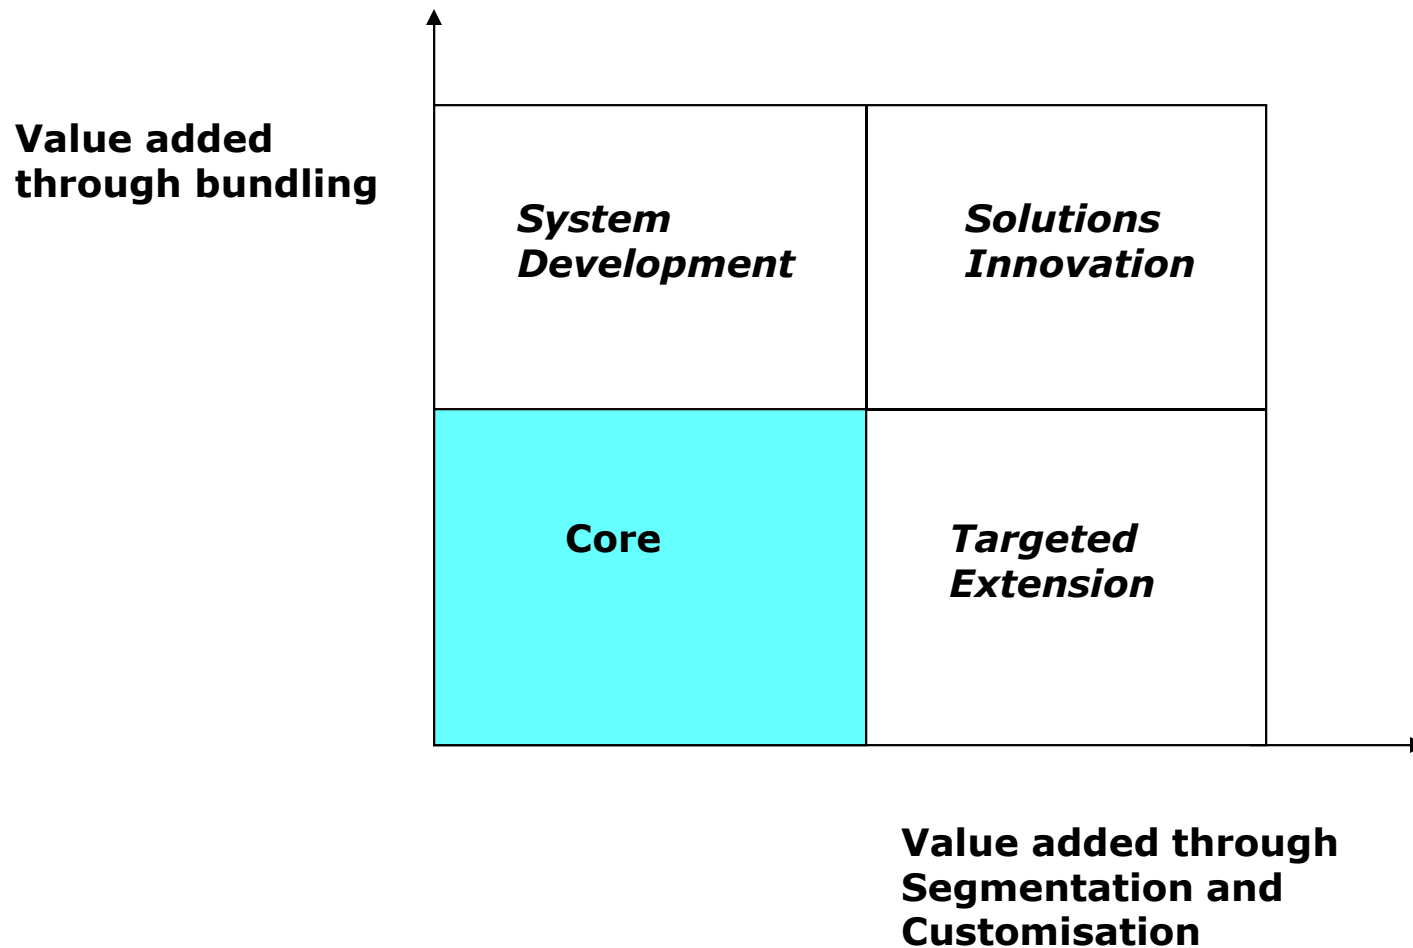 Value added
through bundling
System
Development
Solutions
Innovation
Core
Targeted
Extension
Value added through
Segmentation and
Customisation